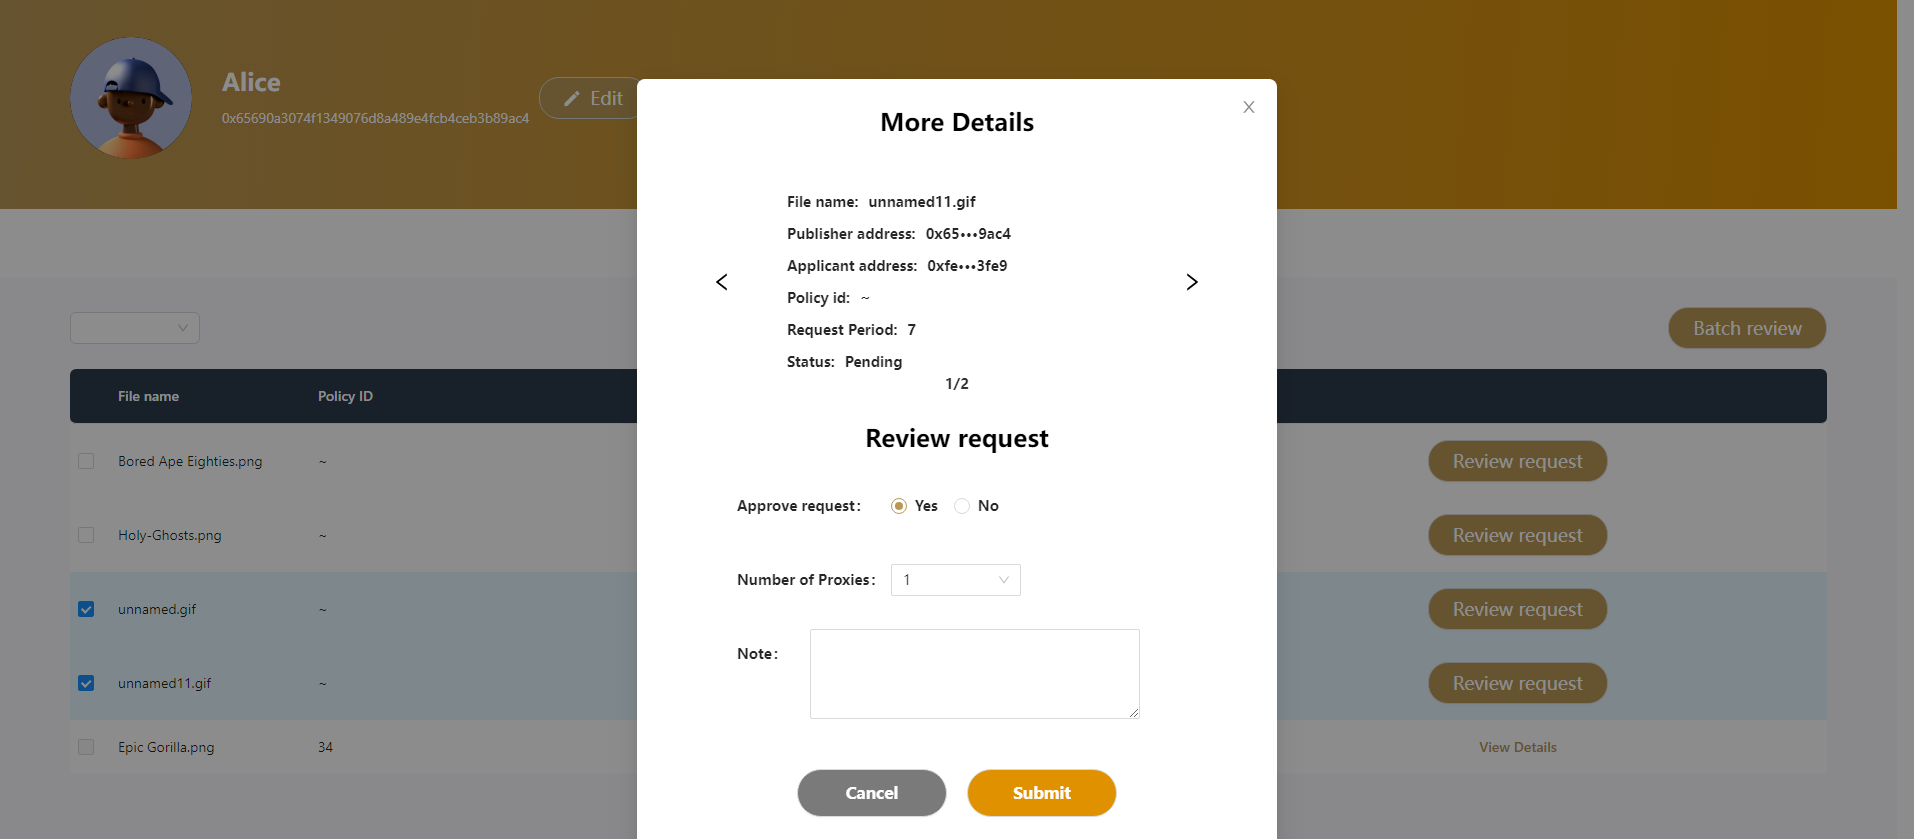 Alice
0x65690a3074f1349076d8a489e4fcb4ceb3b89ac4
Edit
More Details
File name: unnamed11.gif
Publisher address: 0x65•••9ac4
Applicant address: 0xfe•••3fe9
Policy id: ~
Request Period: 7
Status: Pending
1/2
Review request
Approve request: Yes No
Number of Proxies: 1
Note:
Cancel Submit
Batch review
File name Policy ID
Bored Ape Eighties.png ~ Review request
Holy-Ghosts.png ~ Review request
unnamed.gif ~ Review request
unnamed11.gif ~ Review request
Epic Gorilla.png 34 View Details